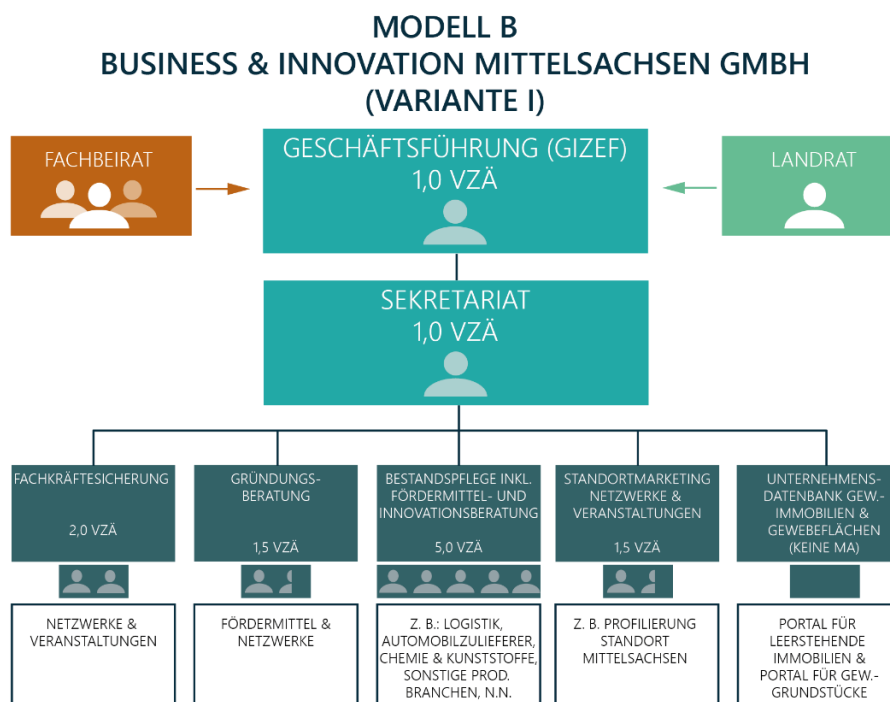 MODELL B
BUSINESS & INNOVATION MITTELSACHSEN GMBH
(VARIANTE I)
FACHBEIRAT
GESCHÄFTSFÜHRUNG (GIZEF)
1,0 VZÄ
LANDRAT
SEKRETARIAT
1,0 VZÄ
FACHKRÄFTESICHERUNG
2,0 VZÄ
GRÜNDUNGS-
BERATUNG
1,5 VZÄ
BESTANDSPFLEGE INKL.
FÖRDERMITTEL- UND
INNOVATIONSBERATUNG
5,0 VZÄ
STANDORTMARKETING
NETZWERKE &
VERANSTALTUNGEN
1,5 VZÄ
UNTERNEHMENS-
DATENBANK GEW.-
IMMOBILIEN &
GEWEBEFLÄCHEN
(KEINE MA)
NETZWERKE &
VERANSTALTUNGEN
FÖRDERMITTEL &
NETZWERKE
Z. B.: LOGISTIK,
AUTOMOBILZULIEFERER,
CHEMIE & KUNSTSTOFFE,
SONSTIGE PROD.
BRANCHEN, N.N.
Z. B. PROFILIERUNG
STANDORT
MITTELSACHSEN
PORTAL FÜR
LEERSTEHENDE
IMMOBILIEN &
PORTAL FÜR GEW.-
GRUNDSTÜCKE